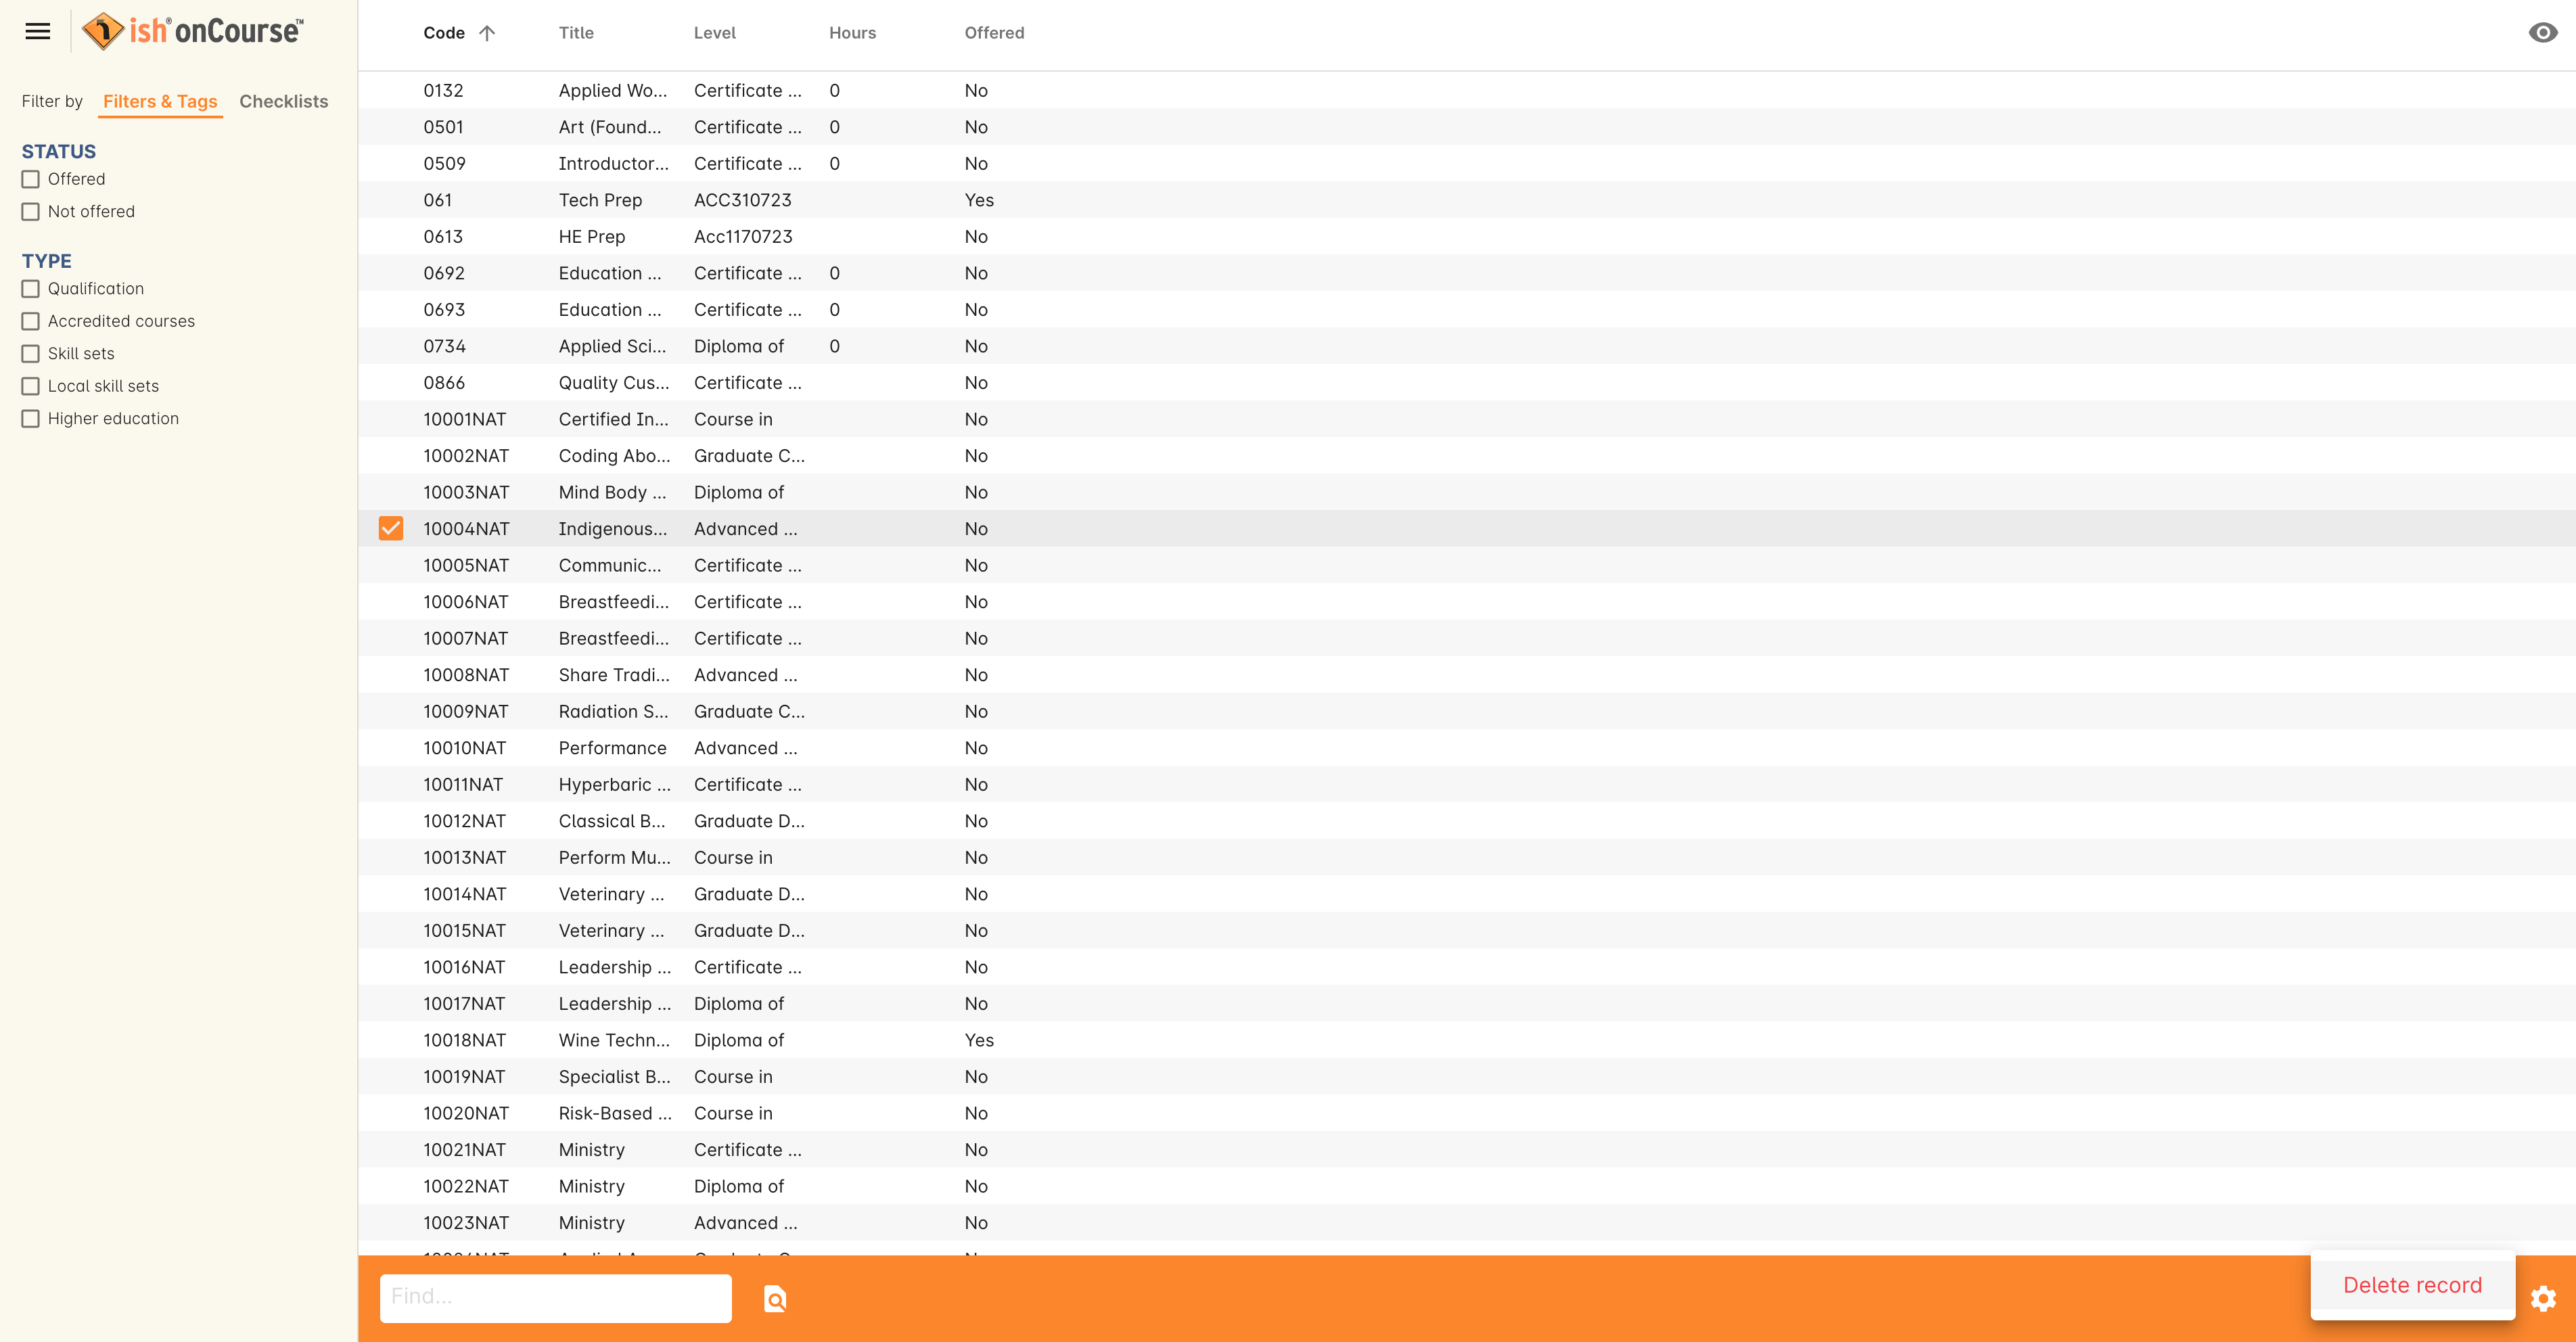 ish® onCourse™
Filter by Filters & Tags Checklists
STATUS
Offered
Not offered
TYPE
Qualification
Accredited courses
Skill sets
Local skill sets
Higher education
Code Title Level Hours Offered
0132 Applied Wo... Certificate ... 0 No
0501 Art (Found... Certificate ... 0 No
0509 Introductor... Certificate ... 0 No
061 Tech Prep ACC310723 Yes
0613 HE Prep Acc1170723 No
0692 Education ... Certificate ... 0 No
0693 Education ... Certificate ... 0 No
0734 Applied Sci... Diploma of 0 No
0866 Quality Cus... Certificate ... No
10001NAT Certified In... Course in No
10002NAT Coding Abo... Graduate C... No
10003NAT Mind Body ... Diploma of No
10004NAT Indigenous... Advanced ... No
10005NAT Communic... Certificate ... No
10006NAT Breastfeedi... Certificate ... No
10007NAT Breastfeedi... Certificate ... No
10008NAT Share Tradi... Advanced ... No
10009NAT Radiation S... Graduate C... No
10010NAT Performance Advanced ... No
10011NAT Hyperbaric ... Certificate ... No
10012NAT Classical B... Graduate D... No
10013NAT Perform Mu... Course in No
10014NAT Veterinary ... Graduate D... No
10015NAT Veterinary ... Graduate D... No
10016NAT Leadership ... Certificate ... No
10017NAT Leadership ... Diploma of No
10018NAT Wine Techn... Diploma of Yes
10019NAT Specialist B... Course in No
10020NAT Risk-Based ... Course in No
10021NAT Ministry Certificate ... No
10022NAT Ministry Diploma of No
10023NAT Ministry Advanced ... No
Find...
Delete record